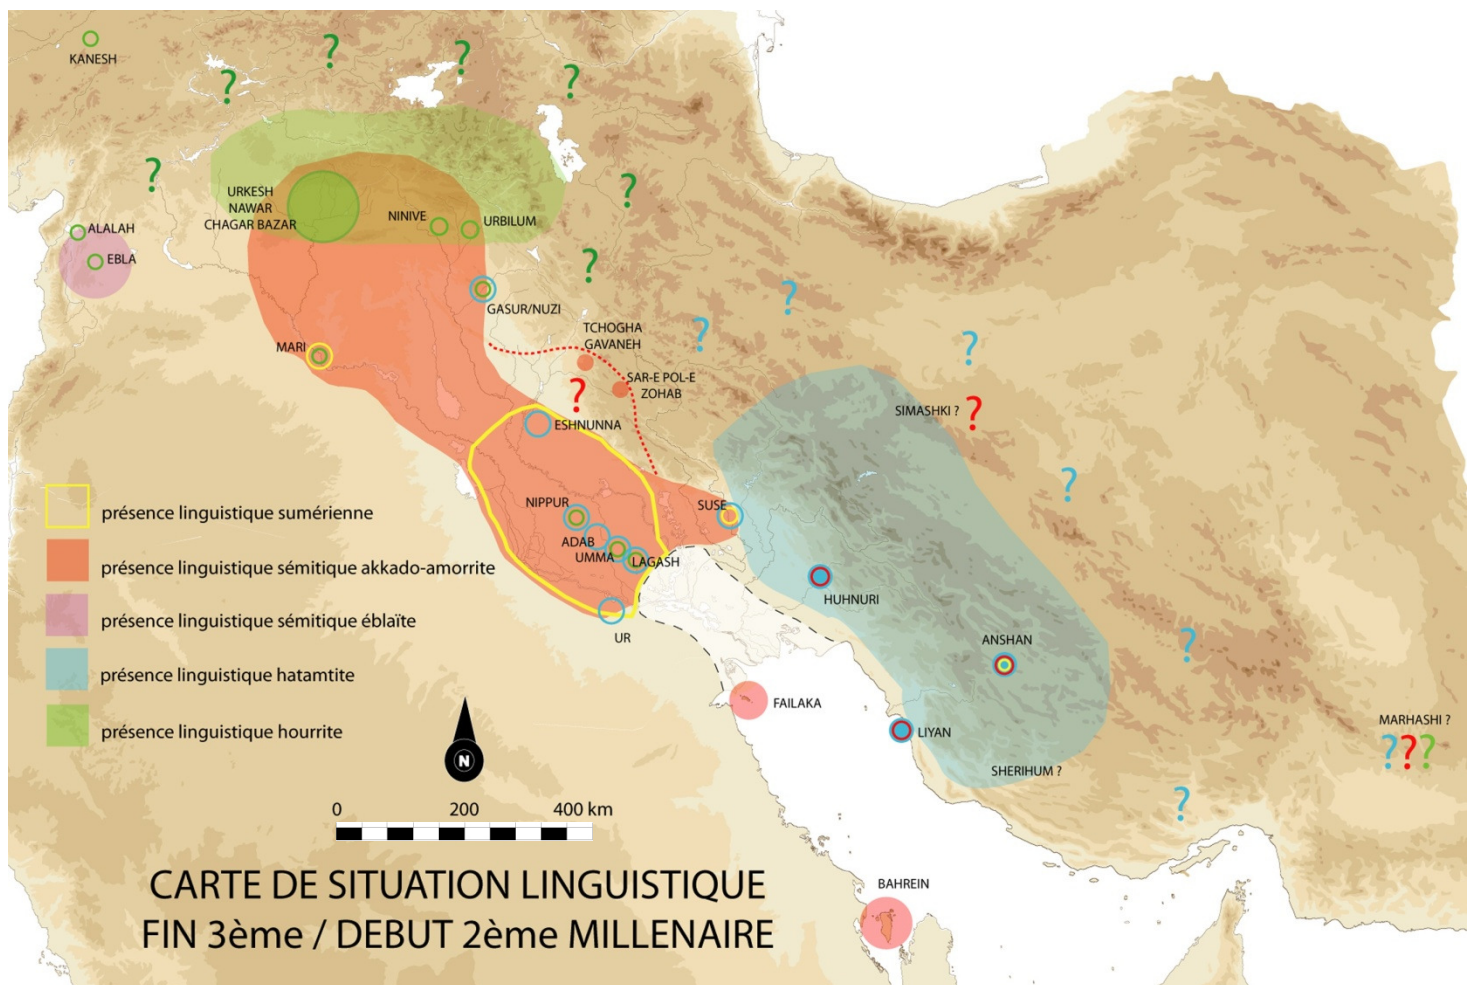 KANESH
?
?
?
?
?
URKESH
NAWAR
CHAGAR BAZAR
NINIVE
URBILUM
?
ALALAH
EBLA
?
GASUR/NUZI
?
?
?
MARI
TCHOGHA
GAVANEH
SAR-E POL-E
ZOHAB
?
SIMASHKI ?
?
ESHNUNNA
?
NIPPUR
SUSE
ADAB
UMMA
LAGASH
HUHNURI
UR
ANSHAN
?
FAILAKA
LIYAN
MARHASHI ?
???
SHERIHUM ?
?
BAHREIN
présence linguistique sumérienne
présence linguistique sémitique akkado-amorrite
présence linguistique sémitique éblaïte
présence linguistique hatamtite
présence linguistique hourrite
N
0 200 400 km
CARTE DE SITUATION LINGUISTIQUE
FIN 3ème / DEBUT 2ème MILLENAIRE